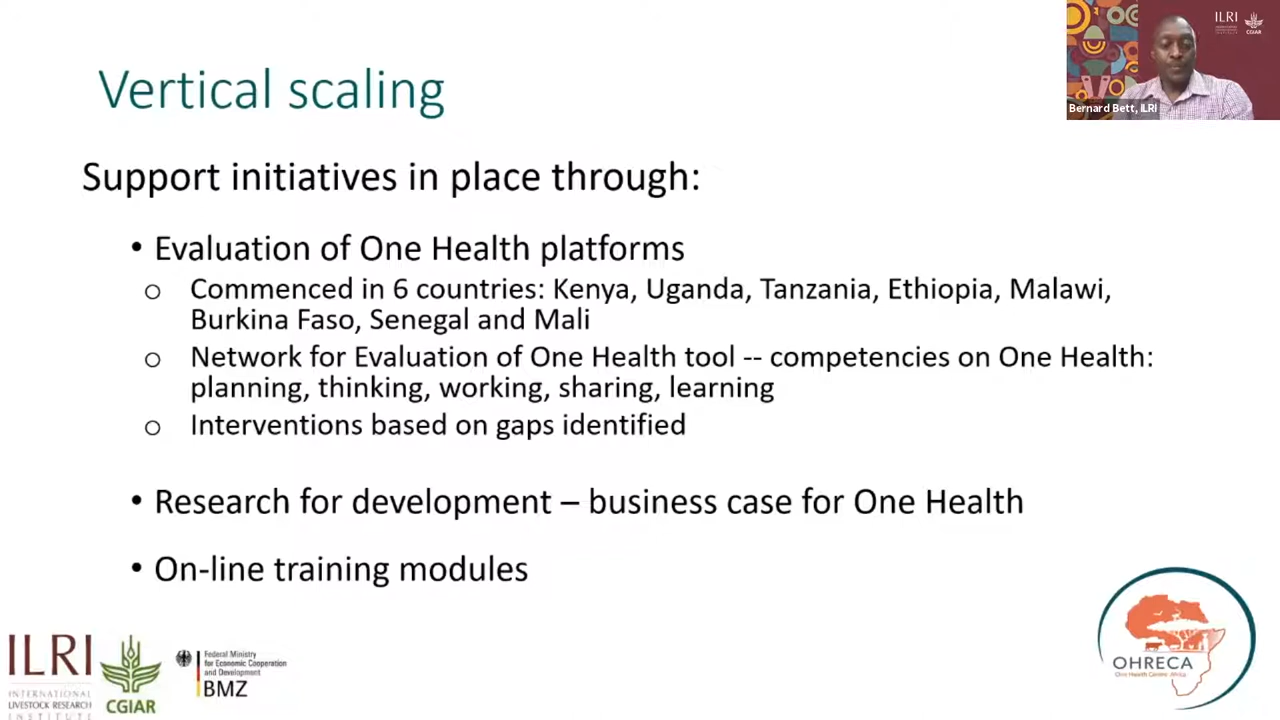 ILRI
CGIAR
Bernard Bett, ILRI
Vertical scaling
Support initiatives in place through:
• Evaluation of One Health platforms
o Commenced in 6 countries: Kenya, Uganda, Tanzania, Ethiopia, Malawi,
Burkina Faso, Senegal and Mali
o Network for Evaluation of One Health tool -- competencies on One Health:
planning, thinking, working, sharing, learning
o Interventions based on gaps identified
• Research for development – business case for One Health
• On-line training modules
ILRI
INTERNATIONAL
LIVESTOCK RESEARCH
INSTITUTE
CGIAR
Federal Ministry
for Economic Cooperation
and Development
BMZ
OHRECA
One Health Centre Africa